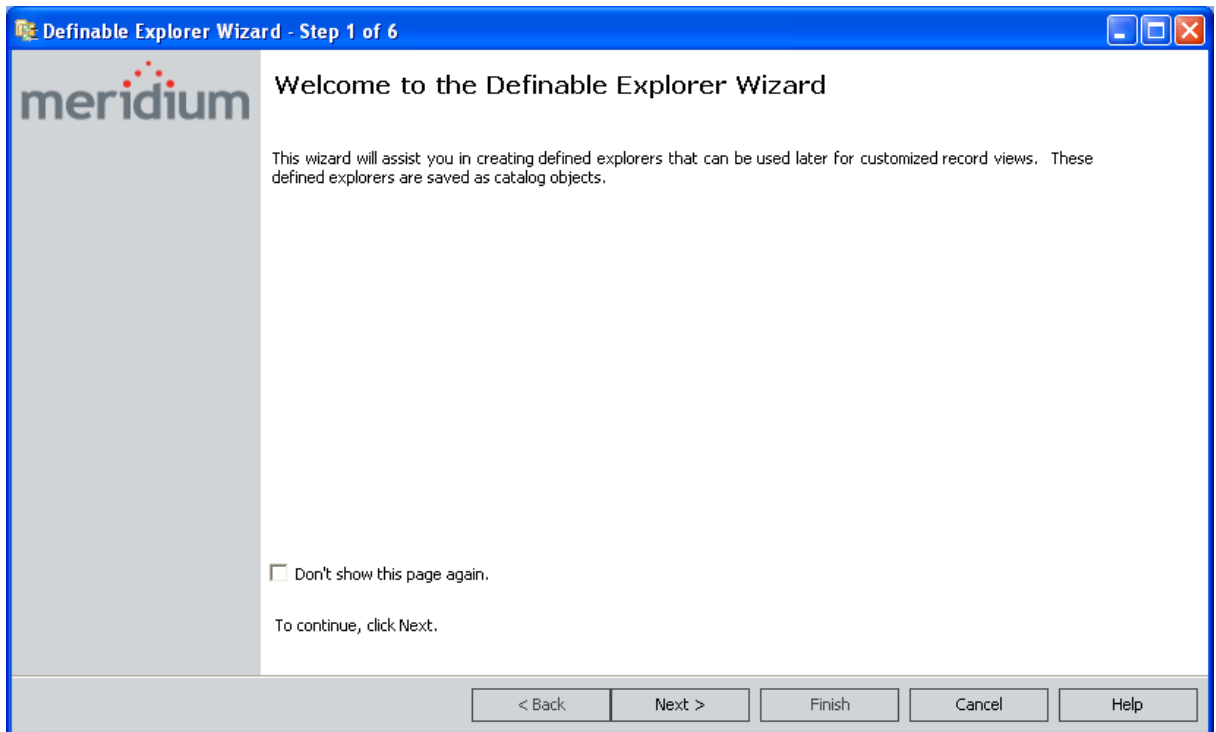 Definable Explorer Wizard - Step 1 of 6
meridium
Welcome to the Definable Explorer Wizard
This wizard will assist you in creating defined explorers that can be used later for customized record views. These
defined explorers are saved as catalog objects.
Don't show this page again.
To continue, click Next.
< Back Next > Finish Cancel Help